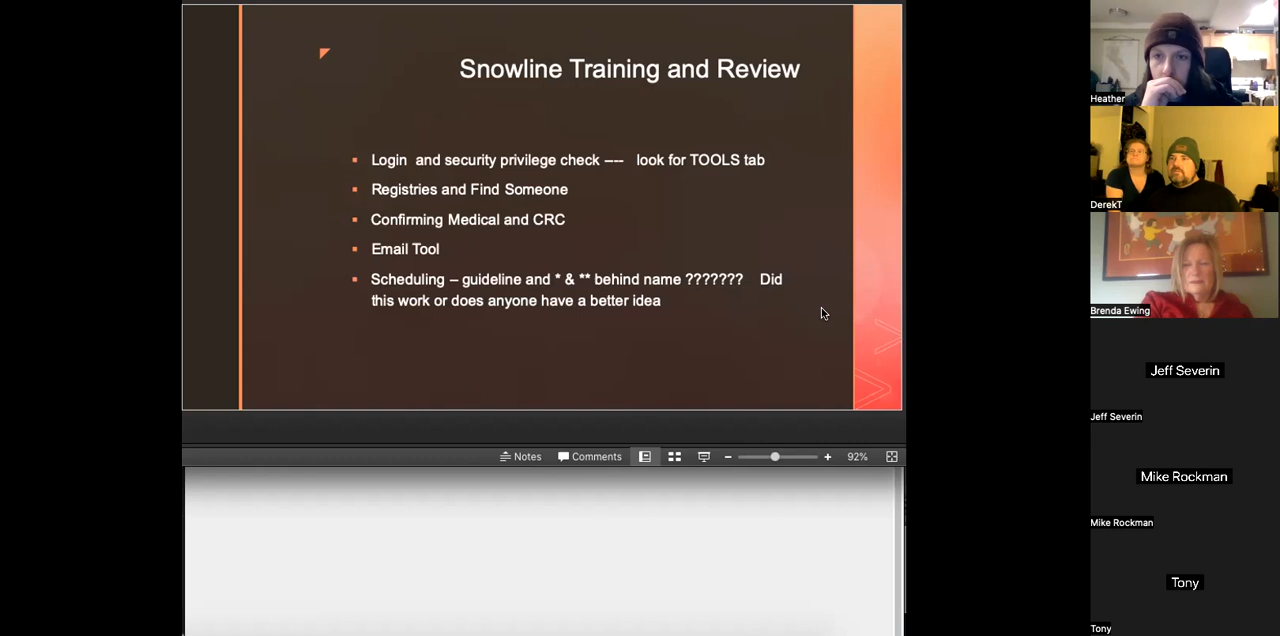 Snowline Training and Review
Login and security privilege check –--- look for TOOLS tab
Registries and Find Someone
Confirming Medical and CRC
Email Tool
Scheduling – guideline and * & ** behind name ??????? Did
this work or does anyone have a better idea
Notes
Comments
92%
Heather
DerekT
Brenda Ewing
Jeff Severin
Jeff Severin
Mike Rockman
Mike Rockman
Tony
Tony